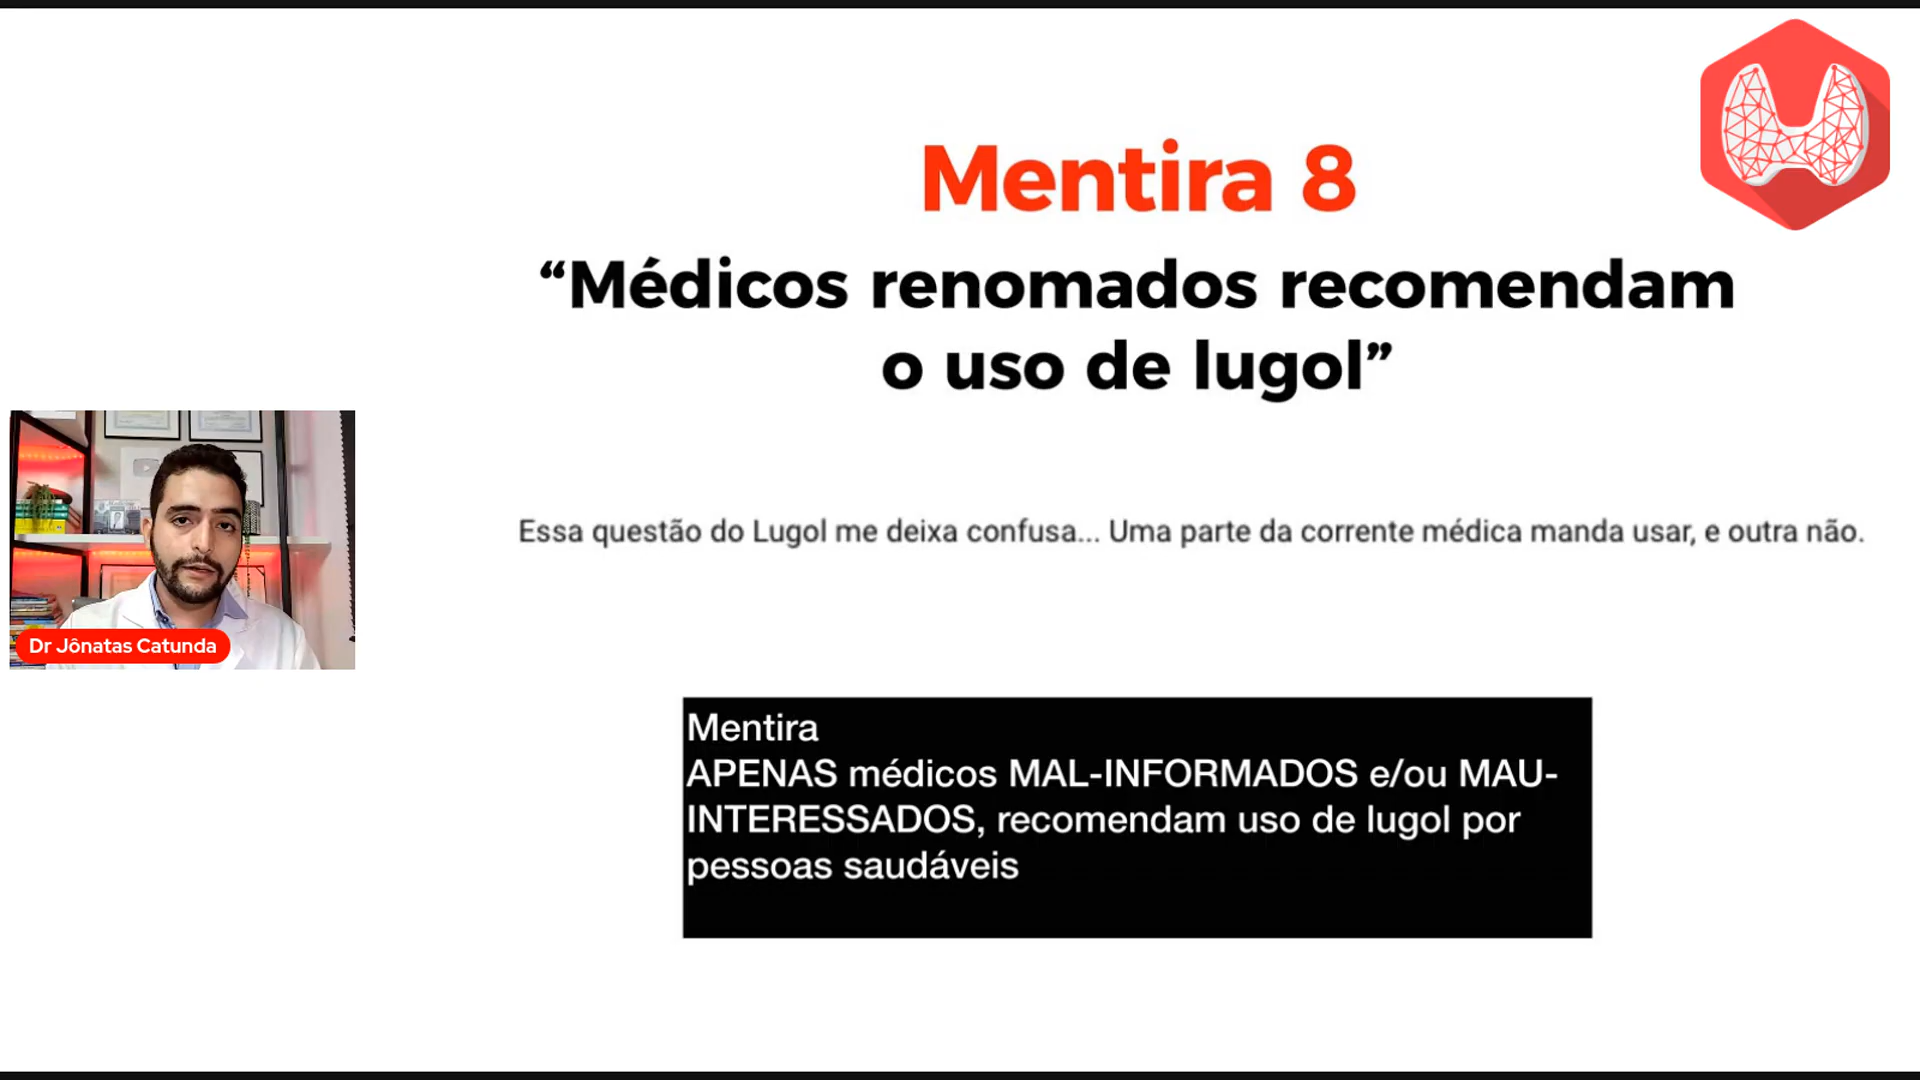 Mentira 8
“Médicos renomados recomendam
o uso de lugol”
Essa questão do Lugol me deixa confusa... Uma parte da corrente médica manda usar, e outra não.
Dr Jônatas Catunda
Mentira
APENAS médicos MAL-INFORMADOS e/ou MAU-
INTERESSADOS, recomendam uso de lugol por
pessoas saudáveis